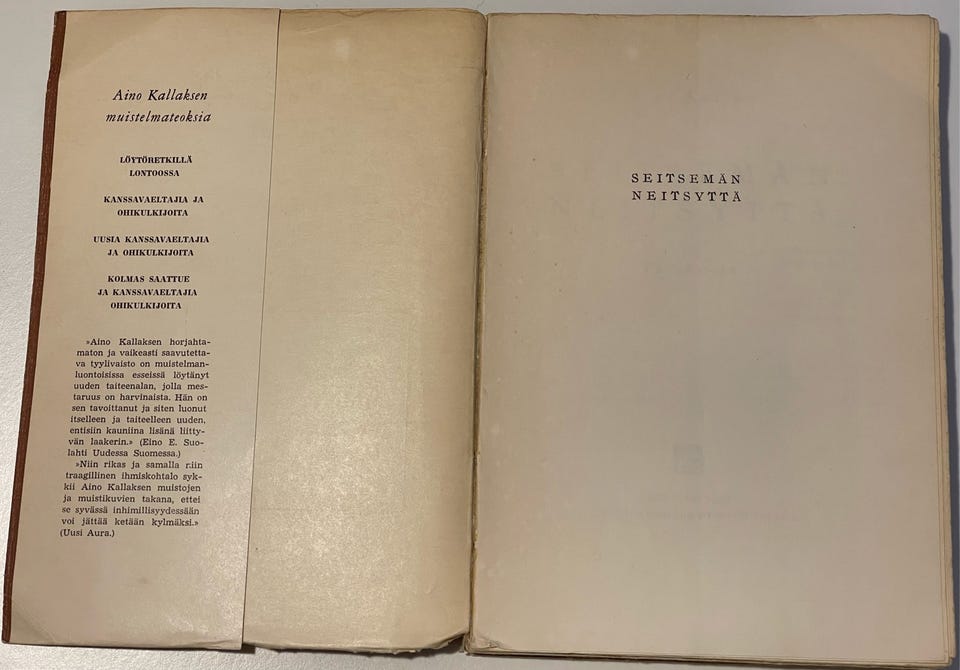 Aino Kallaksen
muistelmateoksia
LÖYTÖRETKILLÄ
LONTOOSSA
KANSSAVAELTAJIA JA
OHIKULKIJOITA
UUSIA KANSSAVAELTAJIA
JA OHIKULKIJOITA
KOLMAS SAATTUE
JA KANSSAVAELTAJIA
OHIKULKIJOITA
»Aino Kallaksen horjahta-
maton ja vaikeasti saavutetta-
va tyylivaisto on muistelman-
luontoisissa esseissä löytänyt
uuden taiteenalan, jolla mes-
taruus on harvinaista. Hän on
sen tavoittanut ja siten luonut
itselleen ja taiteelleen uuden,
entisiin kauniina lisänä liitty-
vän laakerin.» (Eino E. Suo-
lahti Uudessa Suomessa.)
»Niin rikas ja samalla niin
traagillinen ihmiskohtalo syk-
kii Aino Kallaksen muistojen
ja muistikuvien takana, ettei
se syvässä inhimillisyydessään
voi jättää ketään kylmäksi.»
(Uusi Aura.)
SEITSEMÄN
NEITSYTTÄ